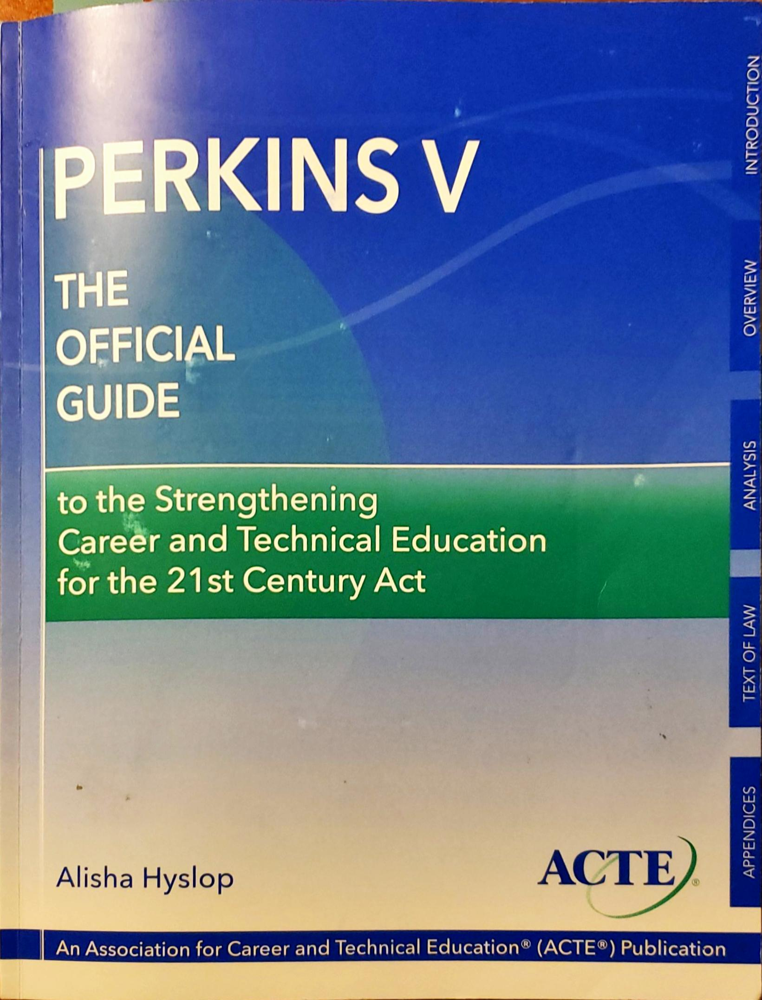 PERKINS V
THE
OFFICIAL
GUIDE
to the Strengthening
Career and Technical Education
for the 21st Century Act
Alisha Hyslop
ACTE®
An Association for Career and Technical Education® (ACTE®) Publication
INTRODUCTION
OVERVIEW
ANALYSIS
TEXT OF LAW
APPENDICES